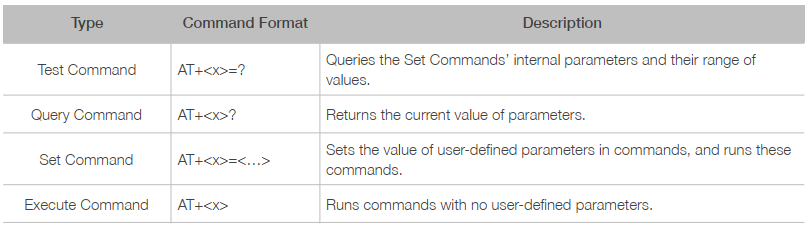 Type Command Format Description
Test Command AT+<x>=? Queries the Set Commands’ internal parameters and their range of
values.
Query Command AT+<x>? Returns the current value of parameters.
Set Command AT+<x>=<…> Sets the value of user-defined parameters in commands, and runs these
commands.
Execute Command AT+<x> Runs commands with no user-defined parameters.